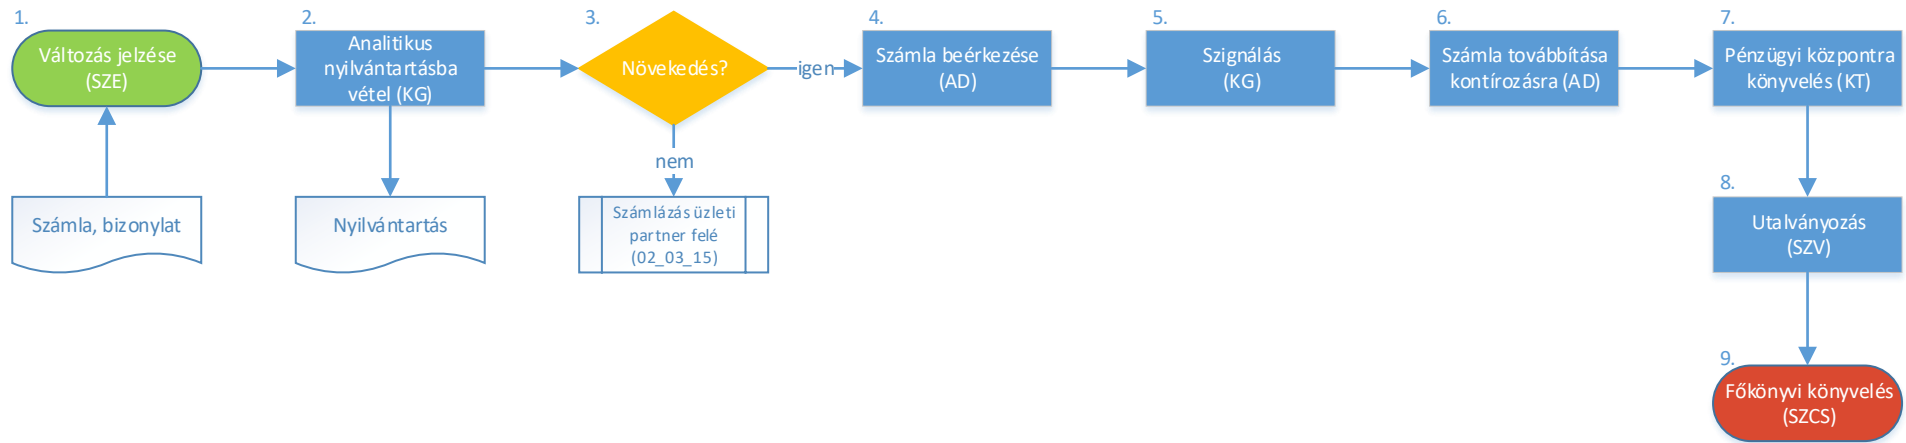 1.
Változás jelzése
(SZE)
2.
Analitikus
nyilvántartásba
vétel (KG)
3.
Növekedés?
igen
4.
Számla beérkezése
(AD)
5.
Szignálás
(KG)
6.
Számla továbbítása
kontírozásra (AD)
7.
Pénzügyi központra
könyvelés (KT)
nem
Számla, bizonylat
Nyilvántartás
Számlázás üzleti
partner felé
(02_03_15)
8.
Utalványozás
(SZV)
9.
Főkönyvi könyvelés
(SZCS)